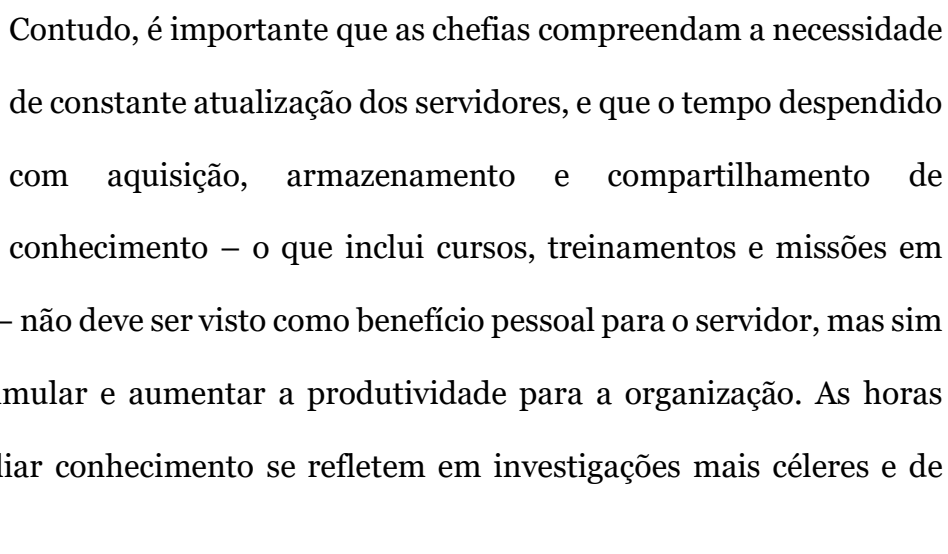 Contudo, é importante que as chefias compreendam a necessidade
de constante atualização dos servidores, e que o tempo despendido
com aquisição, armazenamento e compartilhamento de
conhecimento – o que inclui cursos, treinamentos e missões em
– não deve ser visto como benefício pessoal para o servidor, mas sim
e aumentar a produtividade para a organização. As horas
conhecimento se refletem em investigações mais céleres e de